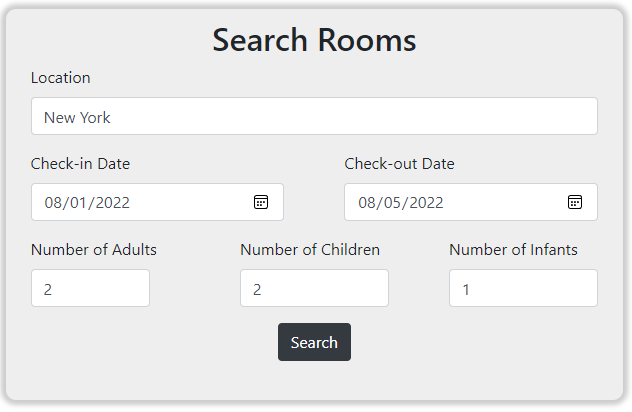 Search Rooms
Location
New York
Check-in Date Check-out Date
08/01/2022 08/05/2022
Number of Adults Number of Children Number of Infants
2 2 1
Search